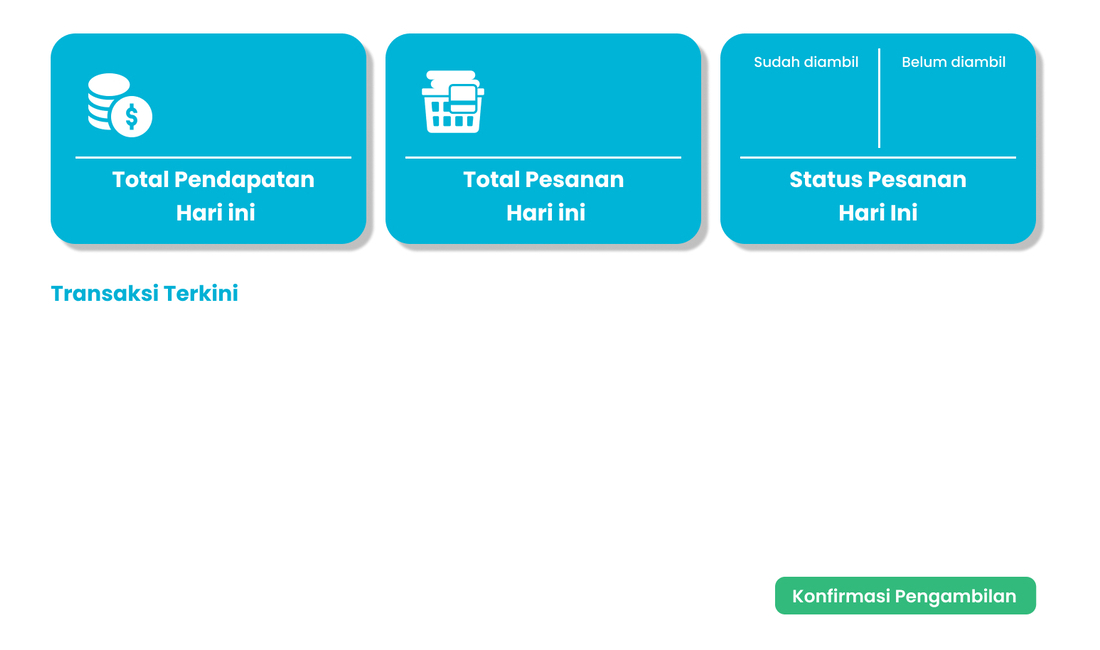 $
Sudah diambil
Belum diambil
Total Pendapatan
Hari ini
Total Pesanan
Hari ini
Status Pesanan
Hari Ini
Transaksi Terkini
Konfirmasi Pengambilan